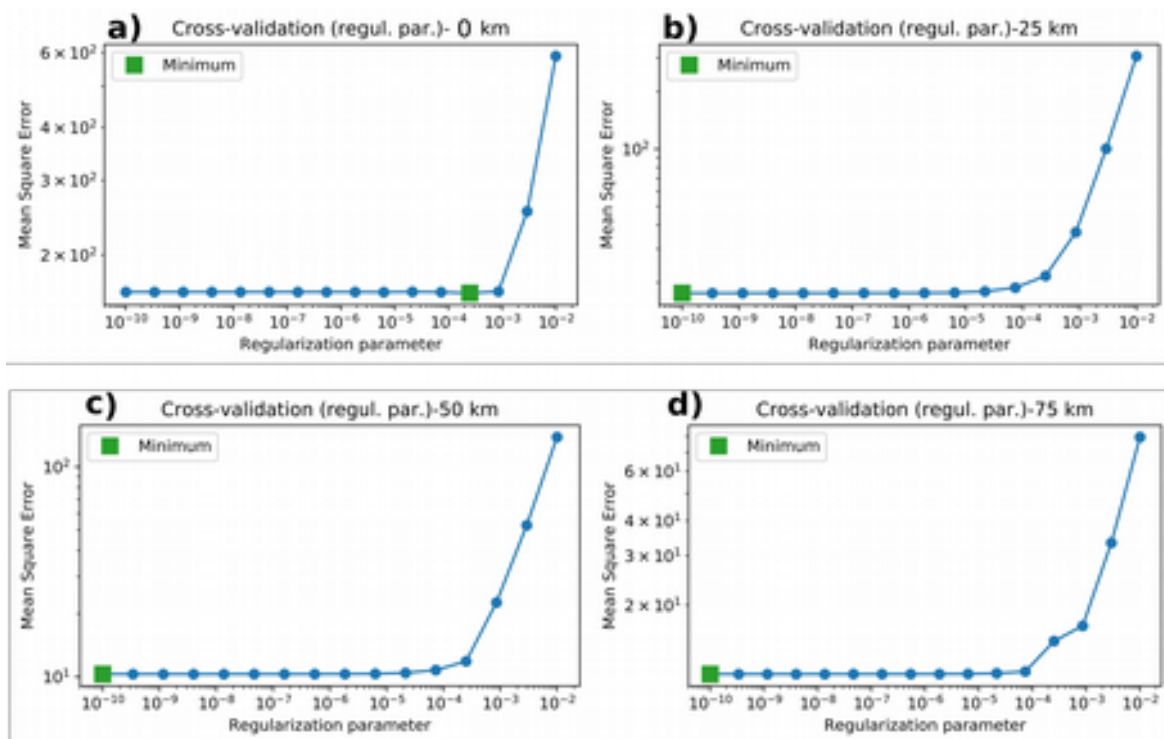 a)
Cross-validation (regul. par.)- 0 km
6 × 10²
4 × 10²
3 × 10²
2 × 10²
Mean Square Error
Minimum
10⁻¹⁰ 10⁻⁹ 10⁻⁸ 10⁻⁷ 10⁻⁶ 10⁻⁵ 10⁻⁴ 10⁻³ 10⁻²
Regularization parameter
b)
Cross-validation (regul. par.)-25 km
10²
Mean Square Error
Minimum
10⁻¹⁰ 10⁻⁹ 10⁻⁸ 10⁻⁷ 10⁻⁶ 10⁻⁵ 10⁻⁴ 10⁻³ 10⁻²
Regularization parameter
c)
Cross-validation (regul. par.)-50 km
10²
10¹
Mean Square Error
Minimum
10⁻¹⁰ 10⁻⁹ 10⁻⁸ 10⁻⁷ 10⁻⁶ 10⁻⁵ 10⁻⁴ 10⁻³ 10⁻²
Regularization parameter
d)
Cross-validation (regul. par.)-75 km
6 × 10¹
4 × 10¹
3 × 10¹
2 × 10¹
Mean Square Error
Minimum
10⁻¹⁰ 10⁻⁹ 10⁻⁸ 10⁻⁷ 10⁻⁶ 10⁻⁵ 10⁻⁴ 10⁻³ 10⁻²
Regularization parameter